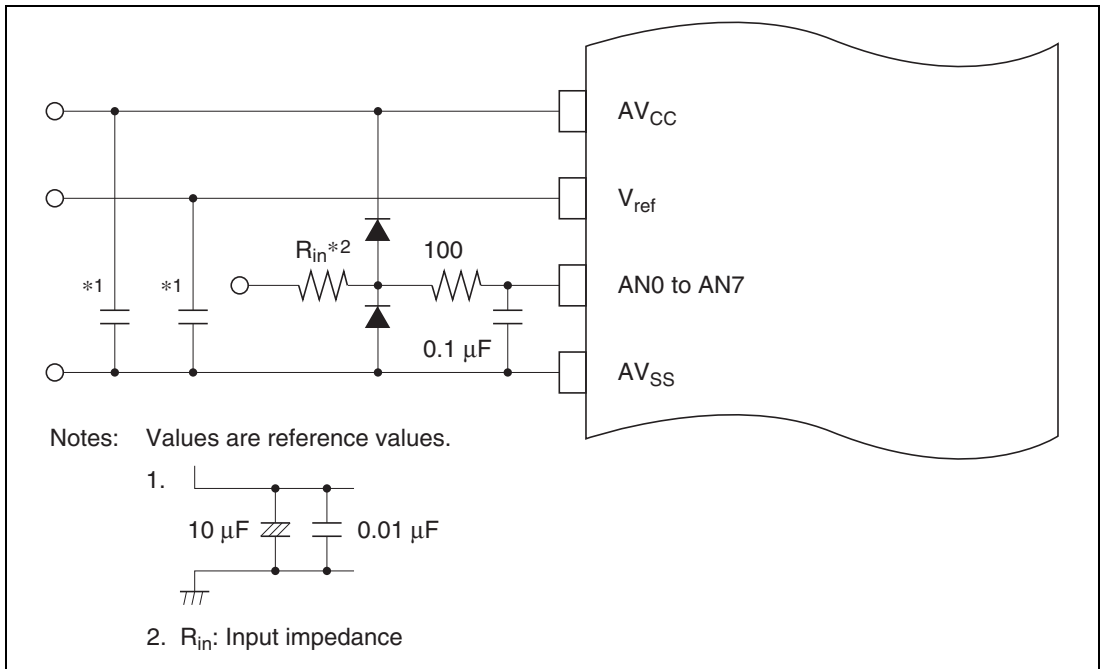 AVCC
Vref
Rin*2
100
*1
*1
AN0 to AN7
0.1 μF
AVSS
Notes: Values are reference values.
1.
10 μF
0.01 μF
2. Rin: Input impedance